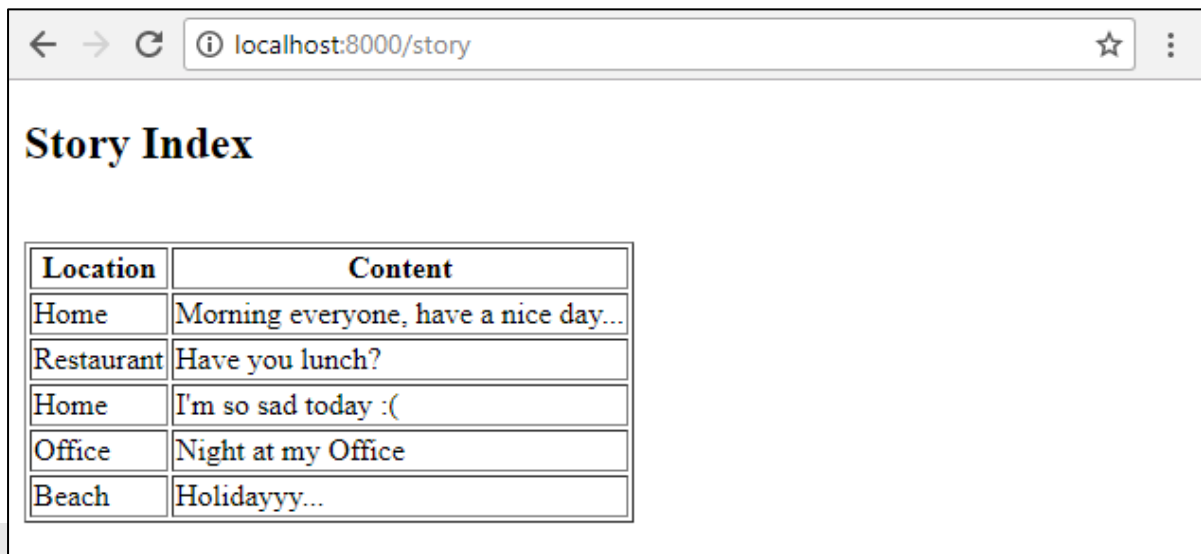 localhost:8000/story
Story Index
Location Content
Home Morning everyone, have a nice day...
Restaurant Have you lunch?
Home I'm so sad today :(
Office Night at my Office
Beach Holidayyy...